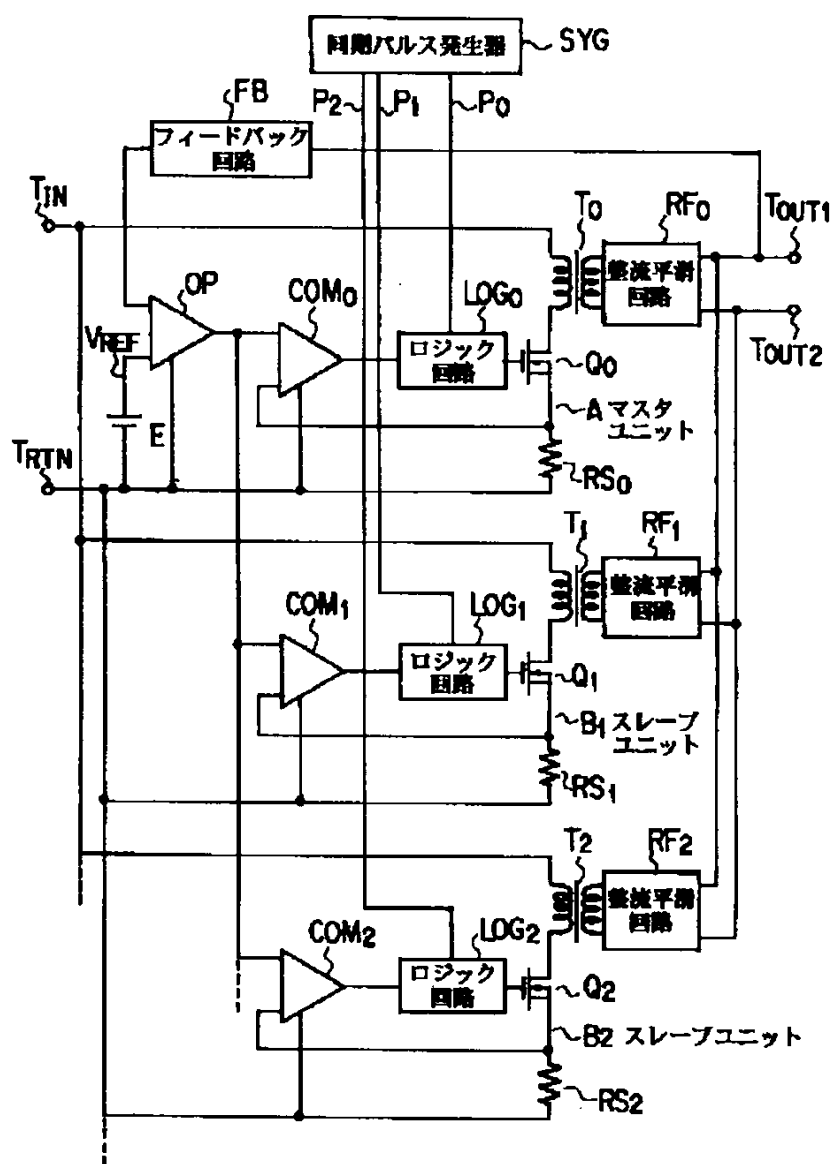 同期パルス発生器
SYG
FB
P2
P1
P0
フィードバック
回路
TIN
T0
RF0
TOUT1
OP
COM0
LOG0
整流平滑
回路
VREF
ロジック
回路
TOUT2
Q0
A マスタ
ユニット
E
TRTN
RS0
T1
RF1
COM1
LOG1
整流平滑
回路
ロジック
回路
Q1
B1 スレーブ
ユニット
RS1
T2
RF2
COM2
LOG2
整流平滑
回路
ロジック
回路
Q2
B2 スレーブユニット
RS2